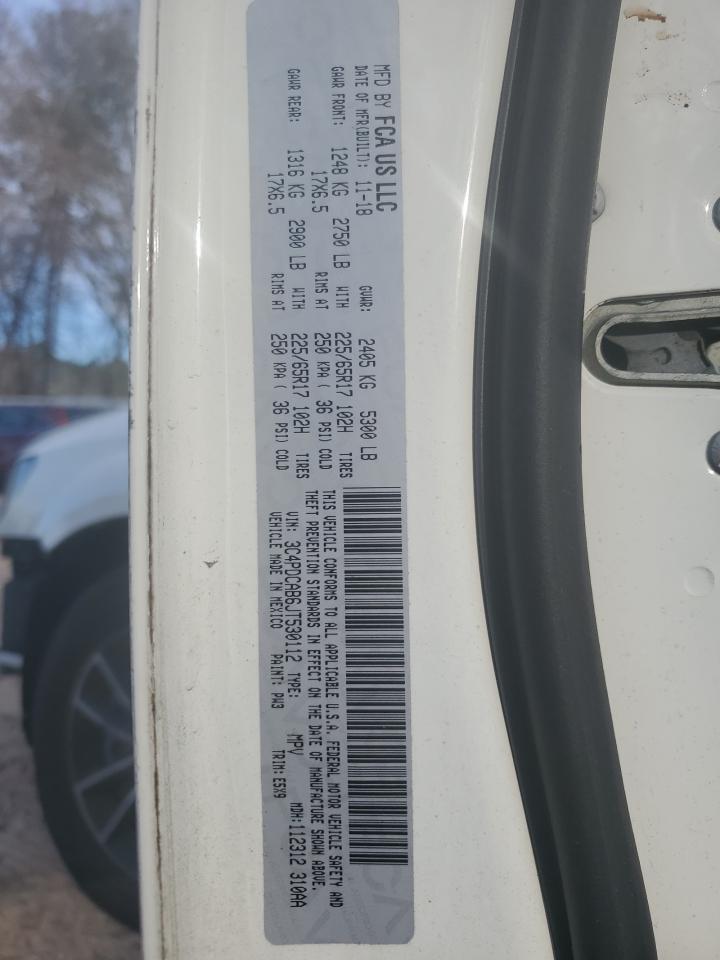 MFD BY FCA US LLC
DATE OF MFR(BUILT): 11-18 GVWR: 2405 KG 5300 LB
GAWR FRONT: 1248 KG 2750 LB WITH 225/65R17 102H TIRES
17X6.5 RIMS AT 250 KPA ( 36 PSI) COLD
GAWR REAR: 1316 KG 2900 LB WITH 225/65R17 102H TIRES
17X6.5 RIMS AT 250 KPA ( 36 PSI) COLD
THIS VEHICLE CONFORMS TO ALL APPLICABLE U.S.A. FEDERAL MOTOR VEHICLE SAFETY AND
THEFT PREVENTION STANDARDS IN EFFECT ON THE DATE OF MANUFACTURE SHOWN ABOVE.
VIN: 3C4PDCAB6JT530112 TYPE: MPV MDH:112312 310AA
VEHICLE MADE IN MEXICO PAINT: PW3 TRIM: E5X9